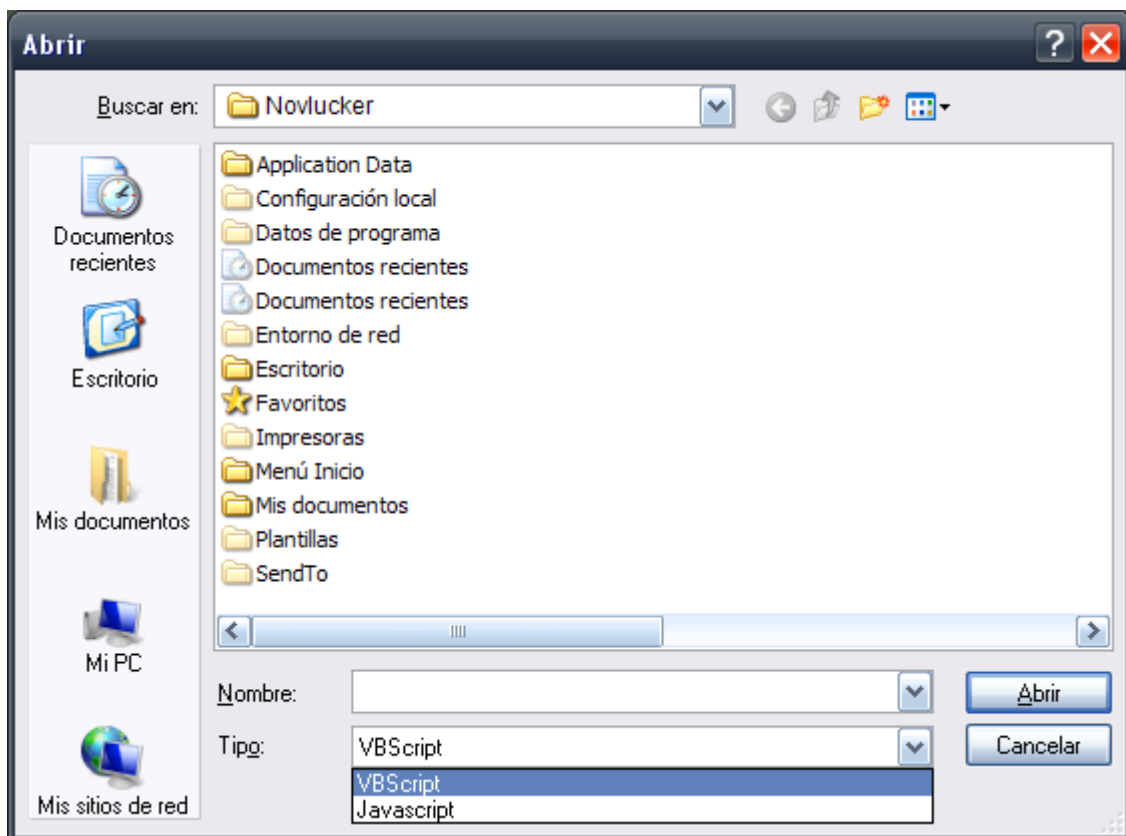 Abrir
Buscar en: Novlucker
Documentos recientes
Escritorio
Mis documentos
Mi PC
Mis sitios de red
Application Data
Configuración local
Datos de programa
Documentos recientes
Documentos recientes
Entorno de red
Escritorio
Favoritos
Impresoras
Menú Inicio
Mis documentos
Plantillas
SendTo
Nombre: Abrir
Tipo: VBScript Cancelar
VBScript
Javascript